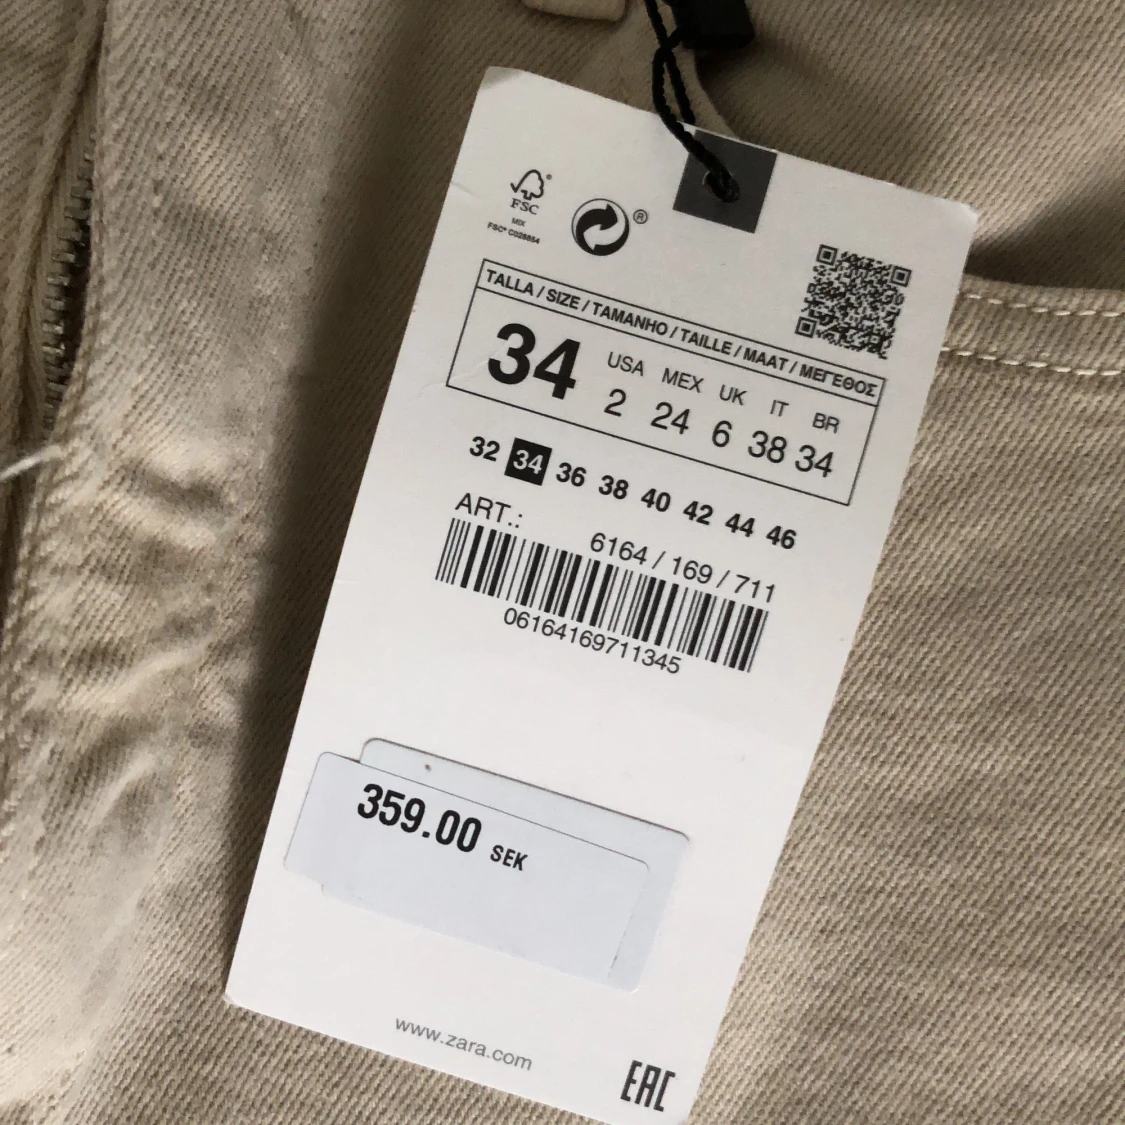 FSC®
MIX
FSC® C028864
®
TALLA / SIZE / TAMANHO / TAILLE / MAAT / ΜΕΓΕΘΟΣ
34
USA MEX UK IT BR
2 24 6 38 34
32 34 36 38 40 42 44 46
ART.:
6164 / 169 / 711
06164169711345
359.00 SEK
www.zara.com
EAC